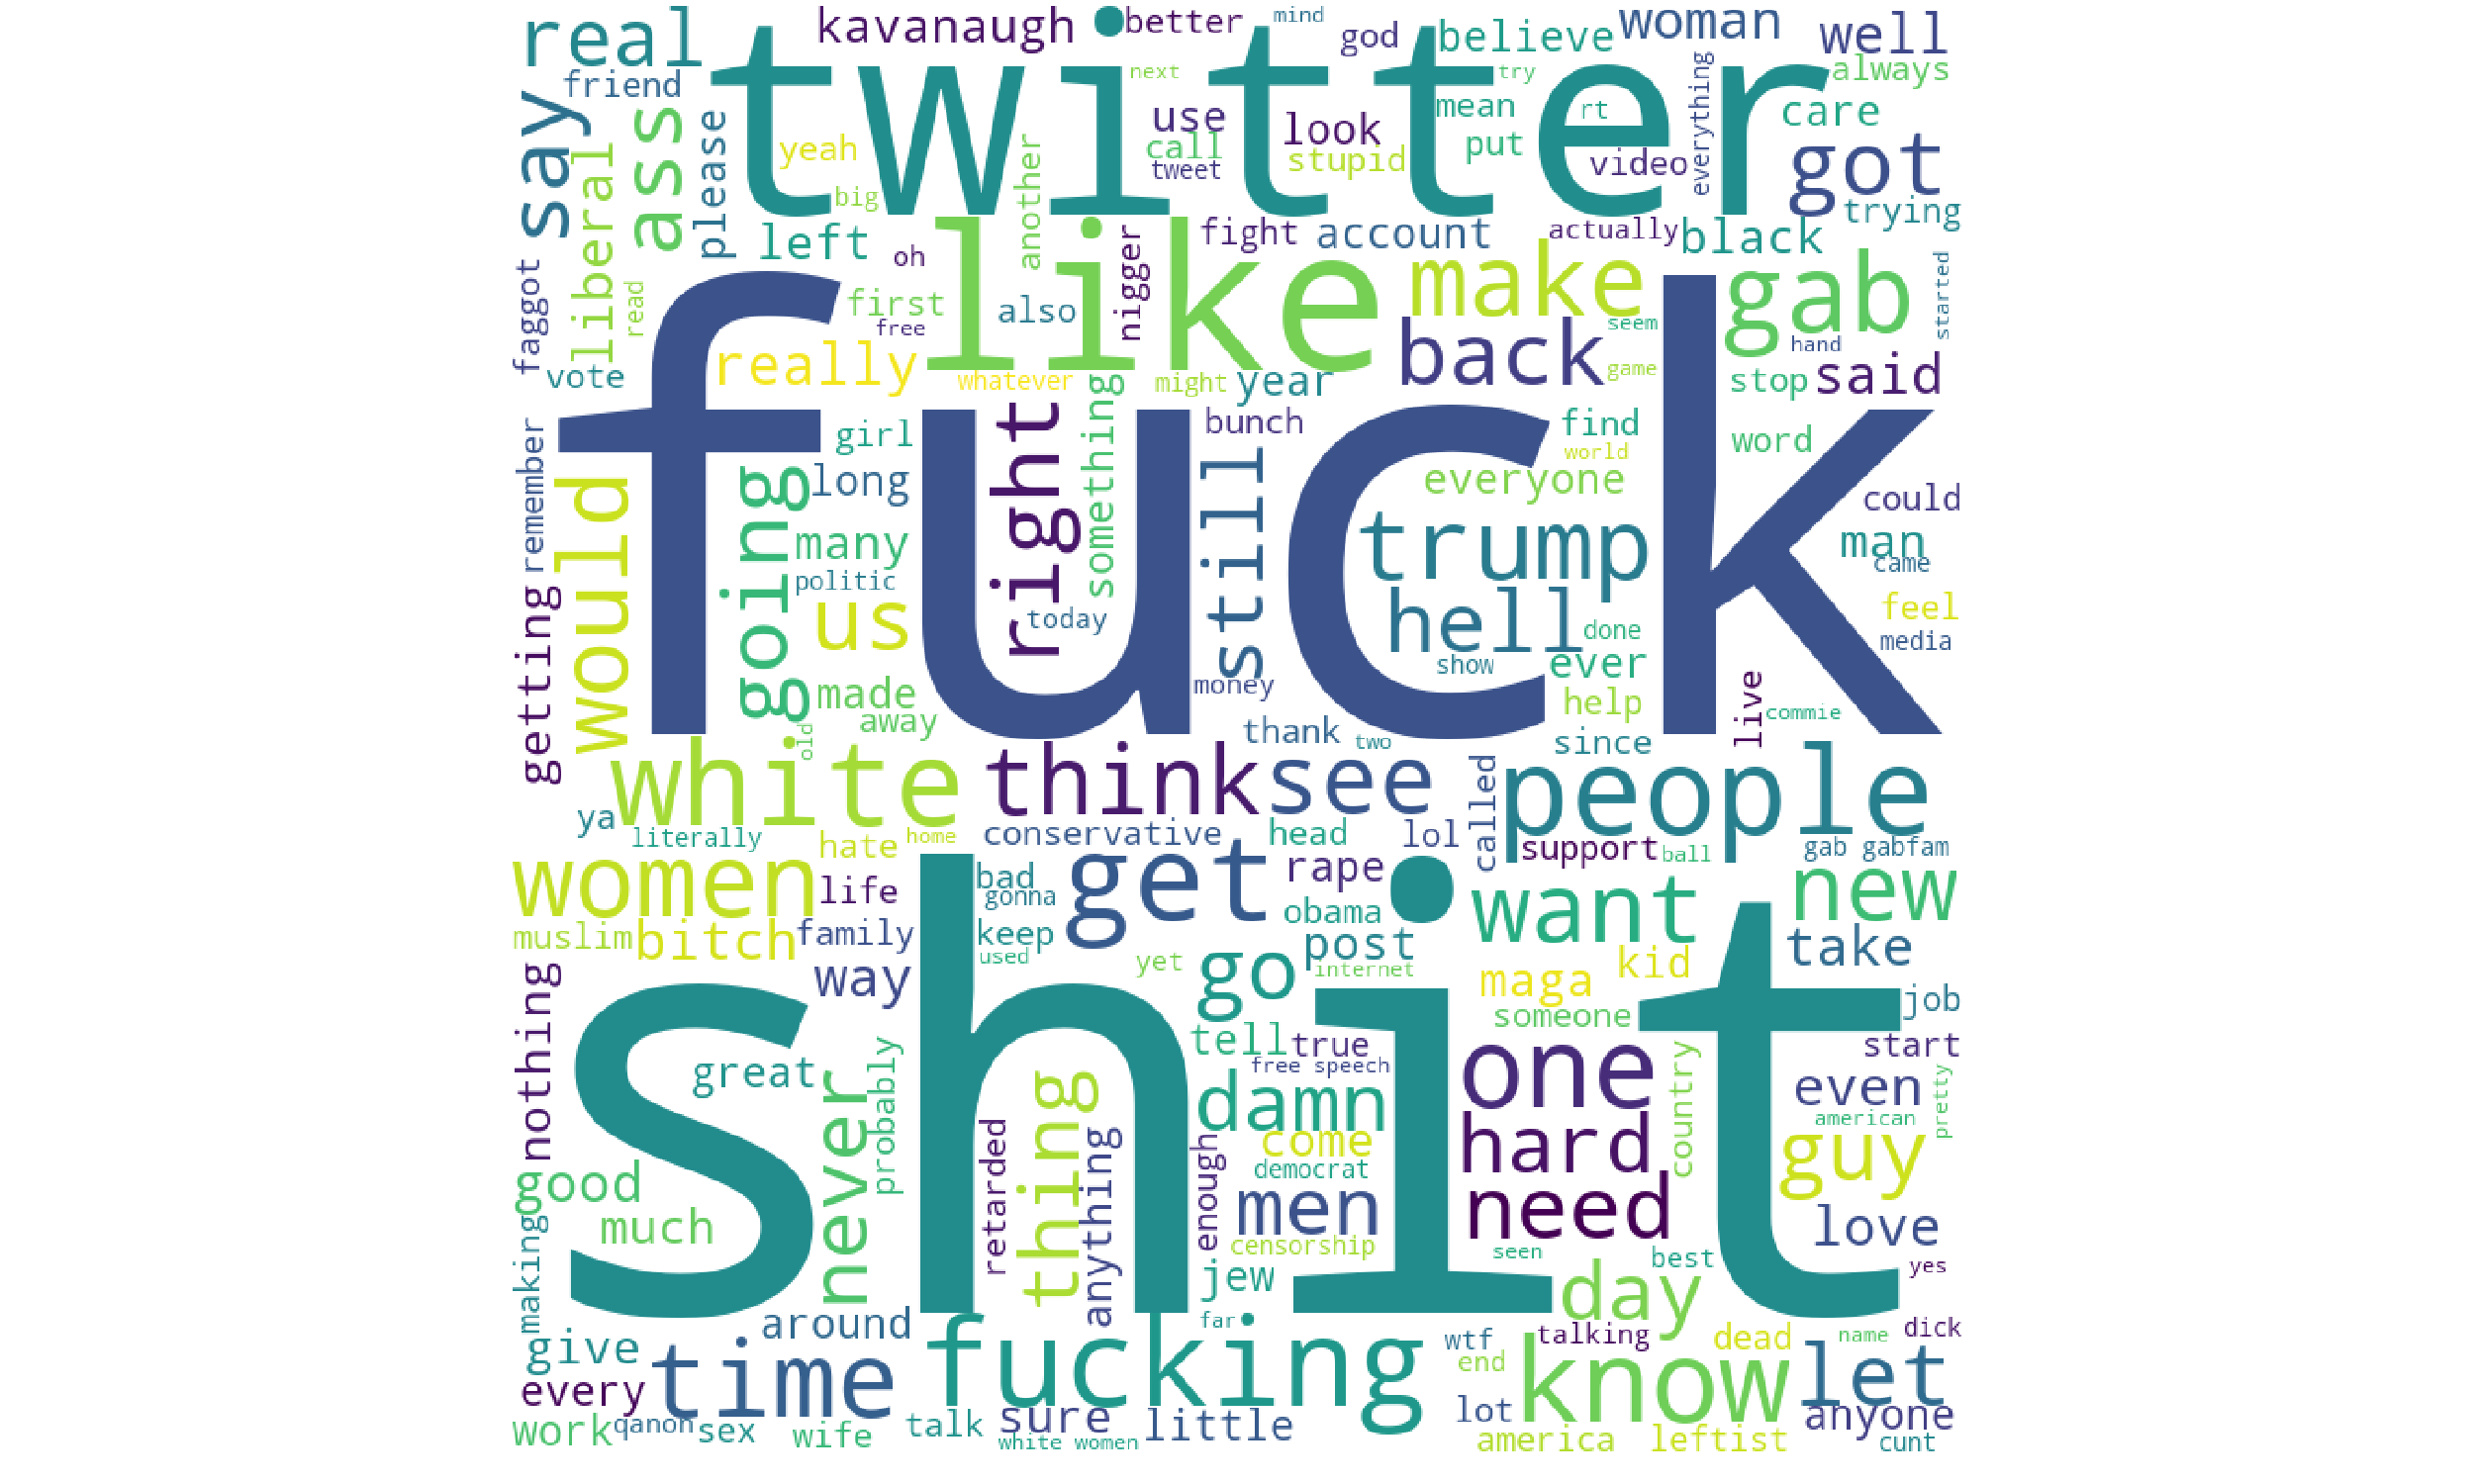 real
kavanaugh
better
mind
god
believe
woman
well
friend
twitter
next
try
everything
always
say
ass
please
yeah
use
look
mean
rt
care
liberal
call
stupid
put
video
got
another
tweet
big
trying
left
oh
like
nigger
fight
account
actually
black
faggot
read
first
free
also
make
gab
started
vote
really
whatever
might
year
back
seem
game
hand
stop
said
fuck
remember
would
girl
going
long
right
something
still
bunch
everyone
find
world
word
could
many
politic
trump
man
came
getting
us
today
hell
done
feel
show
ever
media
made
away
money
help
live
commie
old
thank
two
since
white
think
see
called
people
ya
literally
hate
home
conservative
head
lol
support
ball
gab gabfam
women
life
bad
gonna
get
rape
obama
want
new
muslim
bitch
family
keep
used
post
take
nothing
way
yet
go
internet
maga
kid
someone
job
shit
great
never
probably
tell
true
free speech
one
country
start
even
american
pretty
thing
damn
retarded
anything
enough
come
democrat
hard
guy
good
much
men
need
love
making
censorship
seen
best
yes
jew
day
around
far
give
time
fucking
wtf
talking
dead
name
dick
every
end
know
let
work
qanon
sex
wife
talk
sure
white women
little
lot
america
leftist
anyone
cunt